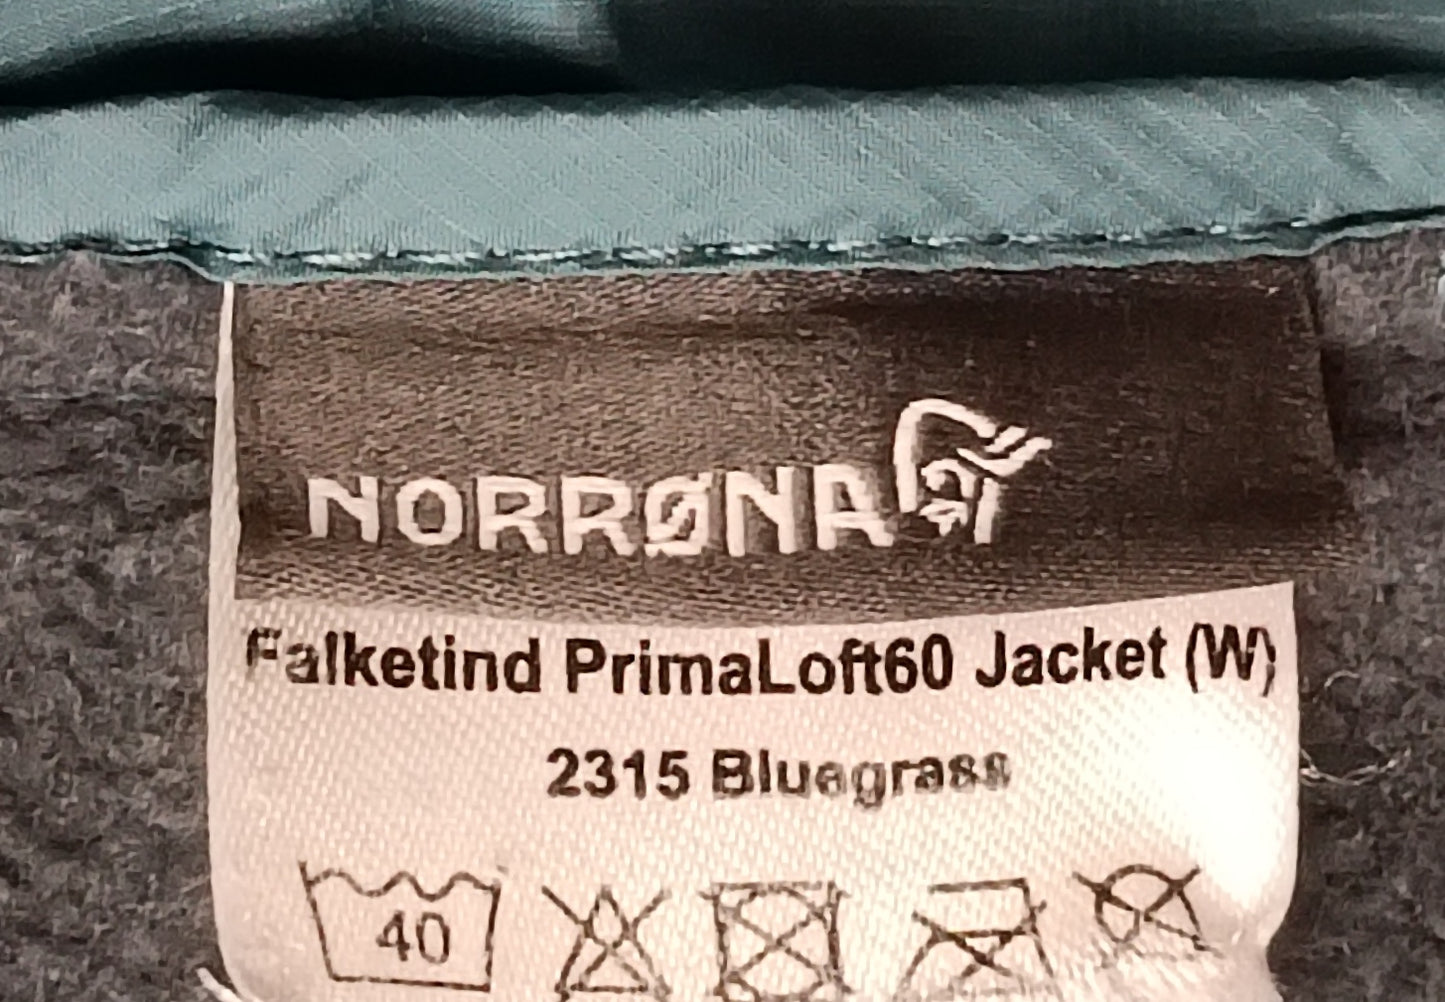 NORRØNA
Falketind PrimaLoft60 Jacket (W)
2315 Bluegrass
40